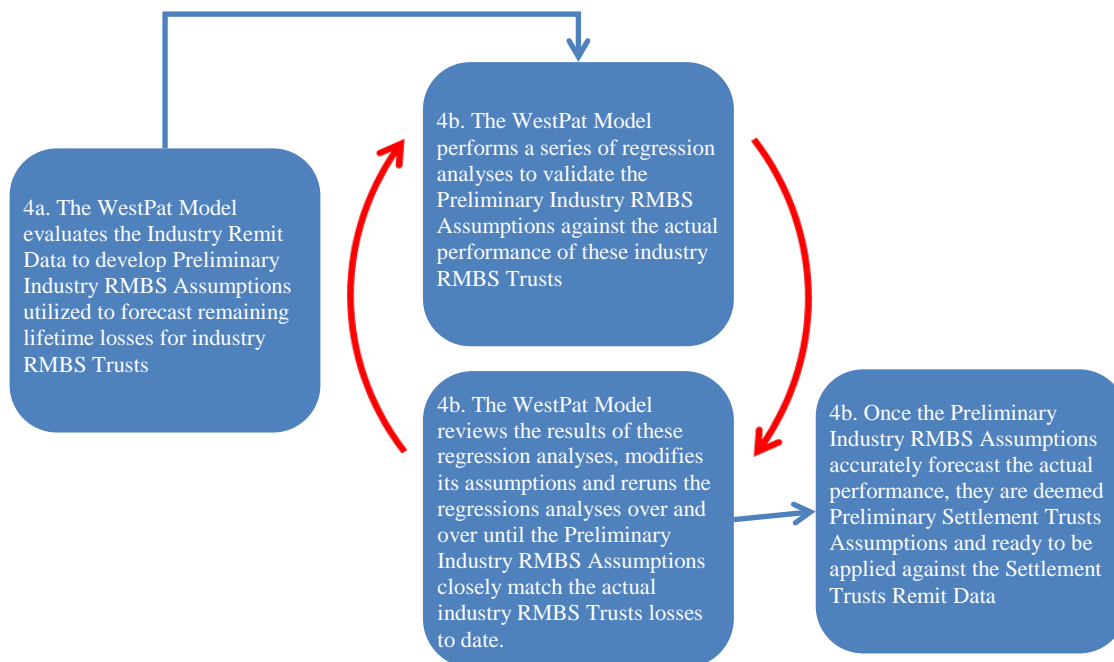 4a. The WestPat Model
evaluates the Industry Remit
Data to develop Preliminary
Industry RMBS Assumptions
utilized to forecast remaining
lifetime losses for industry
RMBS Trusts
4b. The WestPat Model
performs a series of regression
analyses to validate the
Preliminary Industry RMBS
Assumptions against the actual
performance of these industry
RMBS Trusts
4b. The WestPat Model
reviews the results of these
regression analyses, modifies
its assumptions and reruns the
regressions analyses over and
over until the Preliminary
Industry RMBS Assumptions
closely match the actual
industry RMBS Trusts losses
to date.
4b. Once the Preliminary
Industry RMBS Assumptions
accurately forecast the actual
performance, they are deemed
Preliminary Settlement Trusts
Assumptions and ready to be
applied against the Settlement
Trusts Remit Data